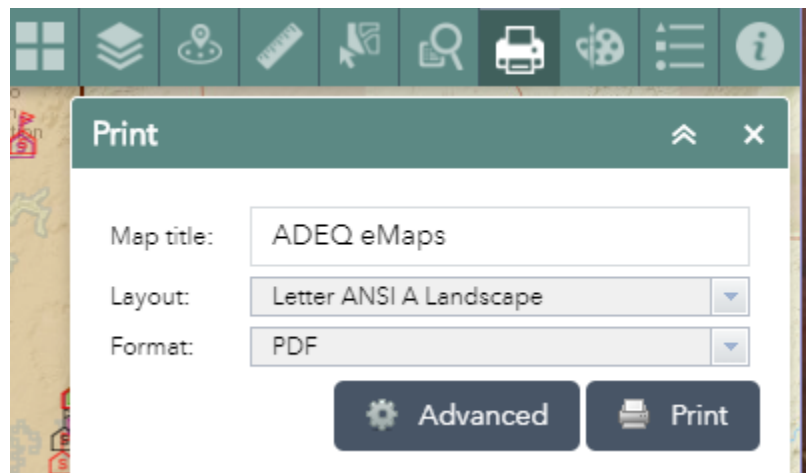 Print
Map title: ADEQ eMaps
Layout: Letter ANSI A Landscape
Format: PDF
Advanced Print